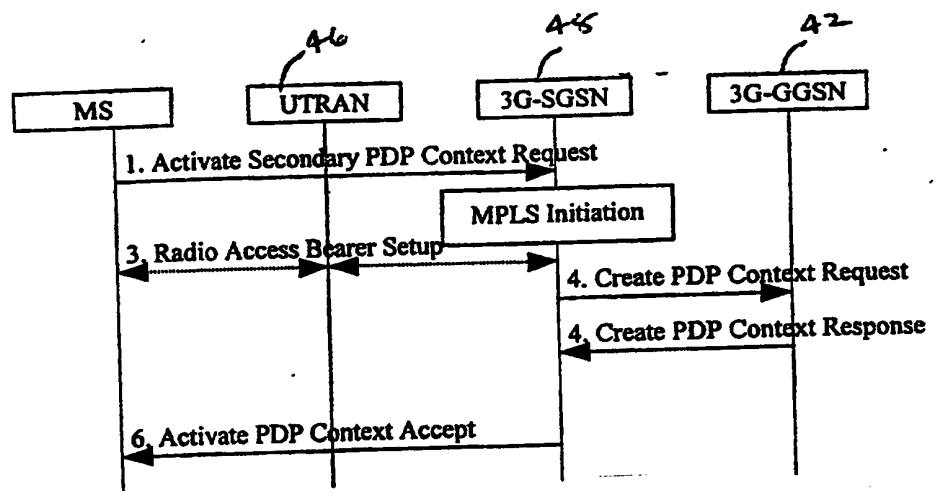 46
45
42
MS
UTRAN
3G-SGSN
3G-GGSN
1. Activate Secondary PDP Context Request
MPLS Initiation
3. Radio Access Bearer Setup
4. Create PDP Context Request
4. Create PDP Context Response
6. Activate PDP Context Accept